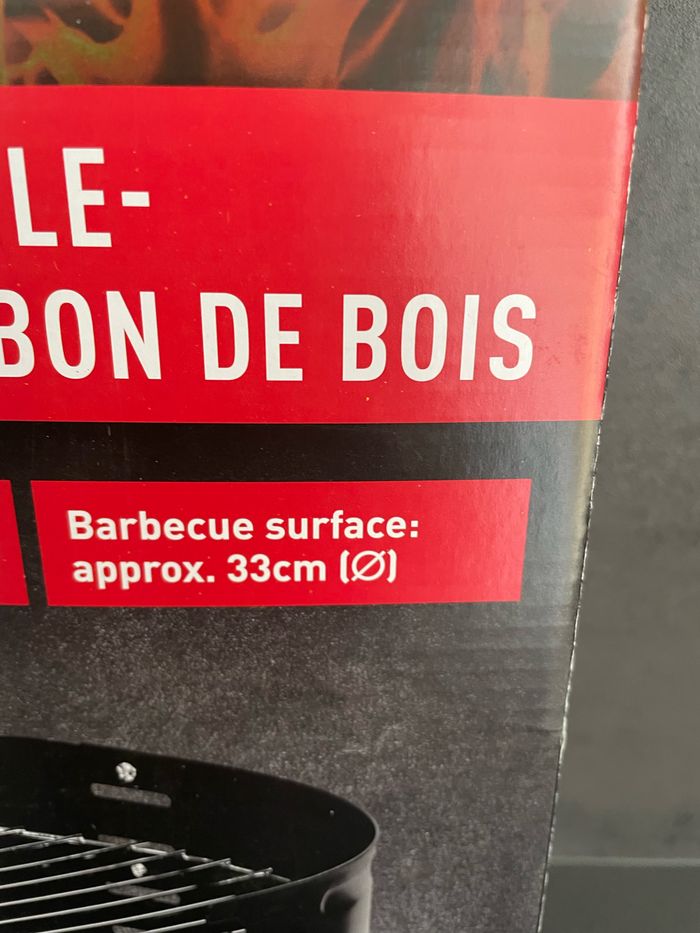 LE-
BON DE BOIS
Barbecue surface:
approx. 33cm (Ø)